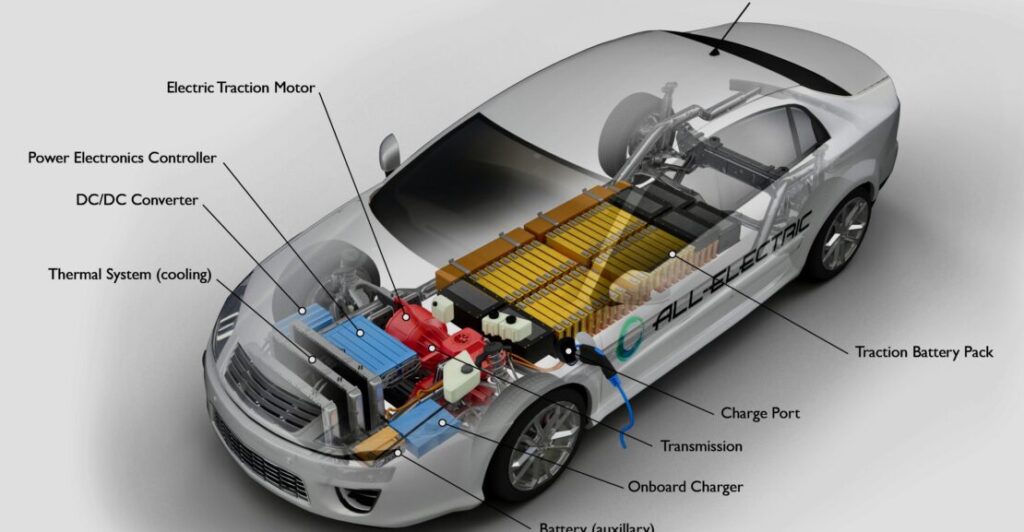 Electric Traction Motor
Power Electronics Controller
DC/DC Converter
Thermal System (cooling)
ALL-ELECTRIC
Traction Battery Pack
Charge Port
Transmission
Onboard Charger
Battery (auxillary)